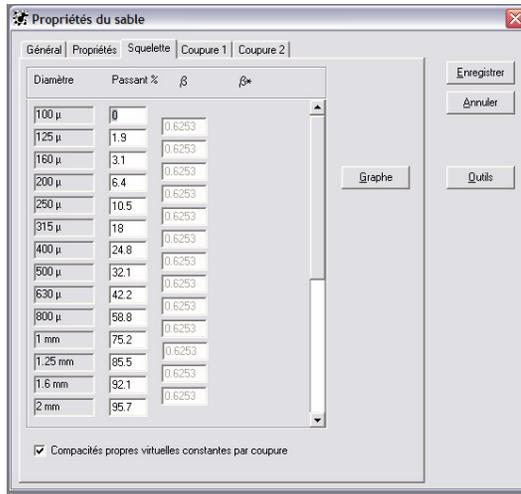 Propriétés du sable
Général Propriétés Squelette Coupure 1 Coupure 2
Diamètre Passant % β β*
100 µ 0
0.6253
125 µ 1.9
0.6253
160 µ 3.1
0.6253
200 µ 6.4
0.6253
250 µ 10.5
0.6253
315 µ 18
0.6253
400 µ 24.8
0.6253
500 µ 32.1
0.6253
630 µ 42.2
0.6253
800 µ 58.8
0.6253
1 mm 75.2
0.6253
1.25 mm 85.5
0.6253
1.6 mm 92.1
0.6253
2 mm 95.7
Compacités propres virtuelles constantes par coupure
Graphe
Enregistrer
Annuler
Outils